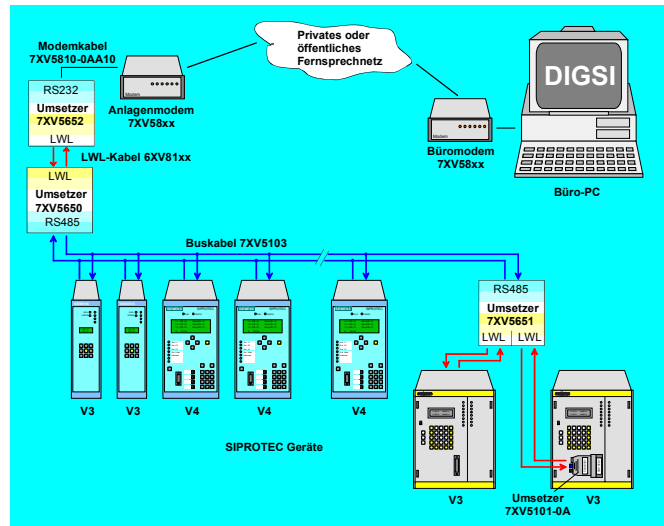 Modemkabel
7XV5810-0AA10
Privates oder
öffentliches
Fernsprechnetz
DIGSI
RS232
Umsetzer
7XV5652
LWL
Modem
Anlagenmodem
7XV58xx
Modem
Büromodem
7XV58xx
Büro-PC
LWL-Kabel 6XV81xx
LWL
Umsetzer
7XV5650
RS485
Buskabel 7XV5103
RS485
Umsetzer
7XV5651
LWL LWL
V3 V3 V4 V4 V4
SIPROTEC Geräte
V3
Umsetzer
7XV5101-0A
V3